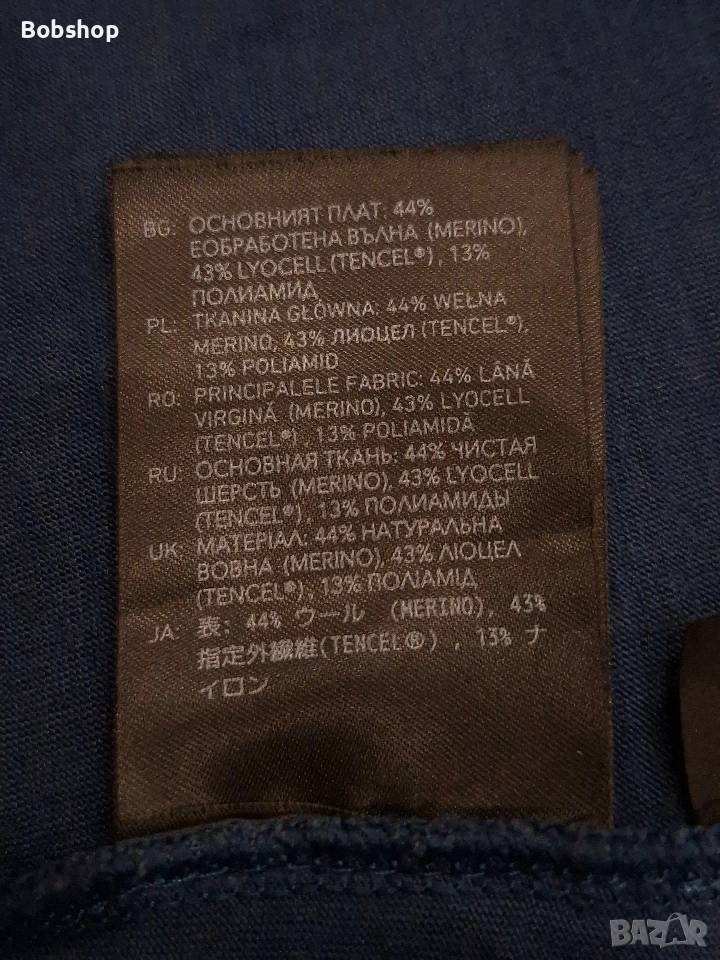 Bobshop
BG: ОСНОВНИЯТ ПЛАТ: 44%
ЕОБРАБОТЕНА ВЪЛНА (MERINO),
43% LYOCELL (TENCEL®), 13%
ПОЛИАМИД
PL: TKANINA GŁÓWNA: 44% WEŁNA
MERINO, 43% ЛИОЦЕЛ (TENCEL®),
13% POLIAMID
RO: PRINCIPALELE FABRIC: 44% LÂNĂ
VIRGINĂ (MERINO), 43% LYOCELL
(TENCEL®), 13% POLIAMIDĂ
RU: ОСНОВНАЯ ТКАНЬ: 44% ЧИСТАЯ
ШЕРСТЬ (MERINO), 43% LYOCELL
(TENCEL®), 13% ПОЛИАМИДЫ
UK: МАТЕРІАЛ: 44% НАТУРАЛЬНА
ВОВНА (MERINO), 43% ЛІОЦЕЛ
(TENCEL®), 13% ПОЛІАМІД
JA: 表: 44% ウール (MERINO), 43%
指定外繊維(TENCEL®), 13% ナ
イロン
BAZAR